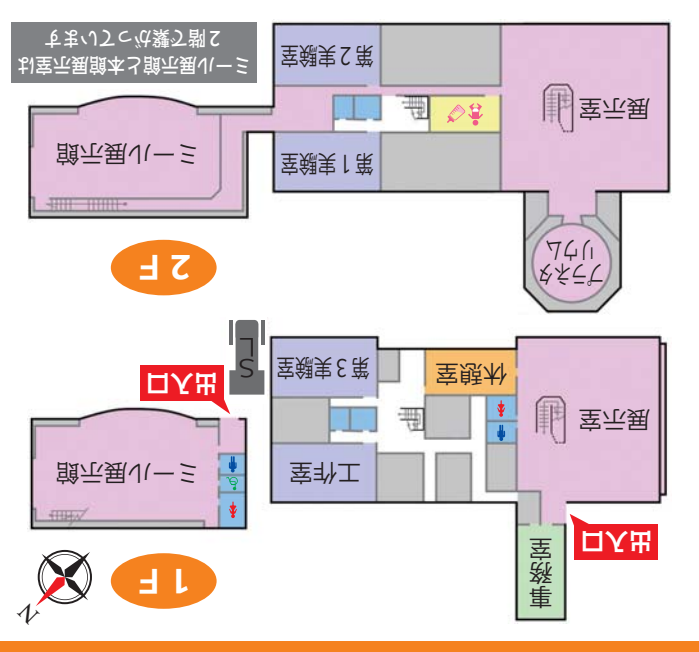 N
1F
事務室
出入口
展示室
工作室
ミール展示館
休憩室
第3実験室
出入口
SL
2F
プラネタ
リウム
展示室
第1実験室
ミール展示館
第2実験室
ミール展示館と本館展示室は
2階で繋がっています